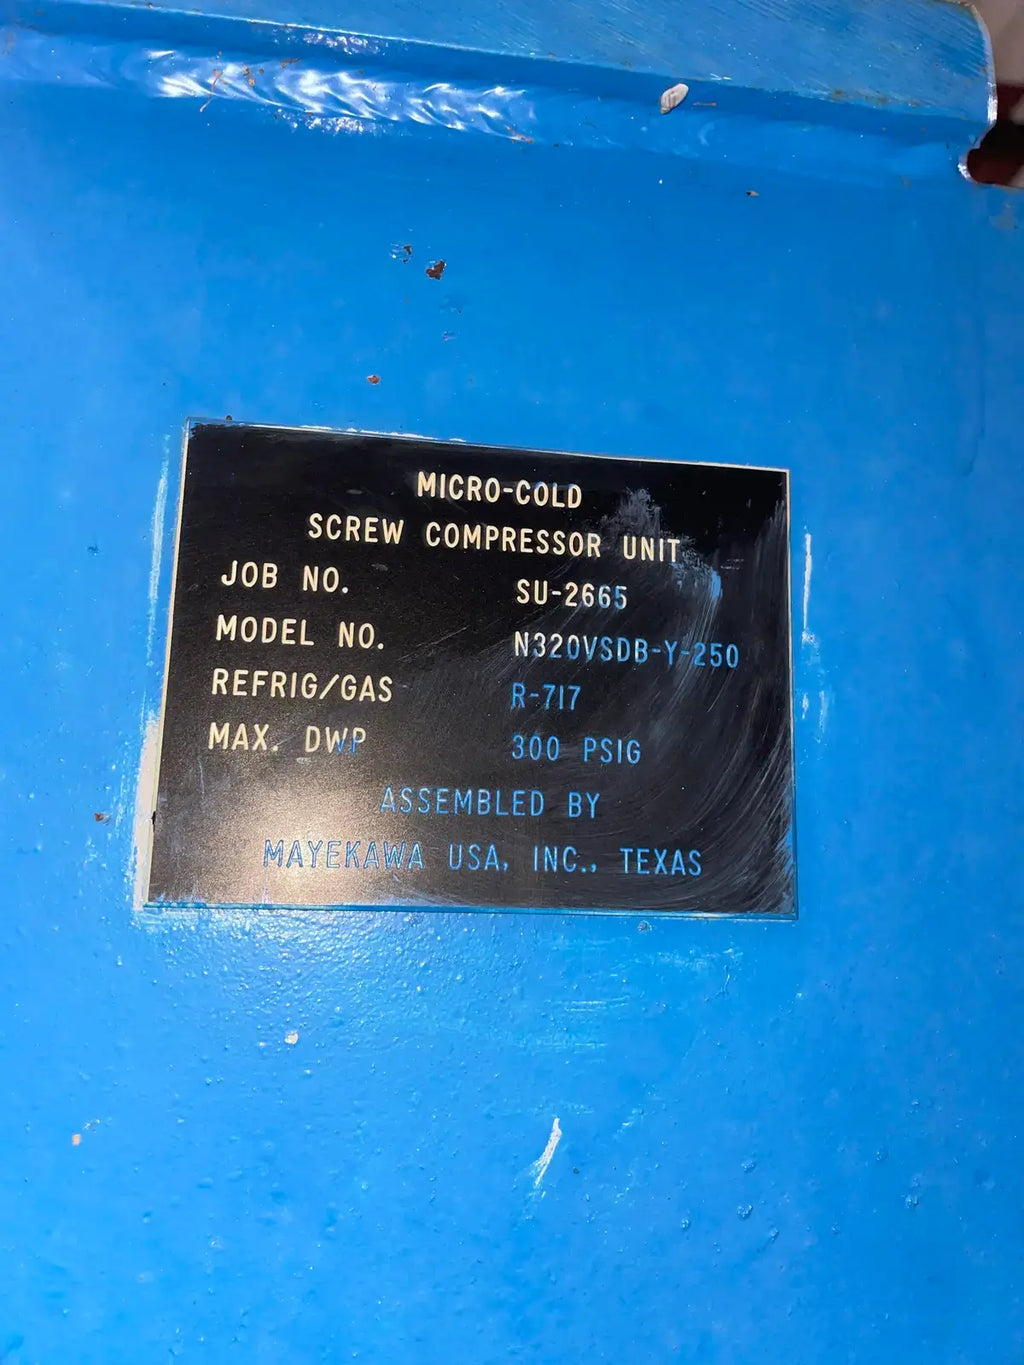 MICRO-COLD
SCREW COMPRESSOR UNIT
JOB NO. SU-2665
MODEL NO. N320VSDB-Y-250
REFRIG/GAS R-717
MAX. DWP 300 PSIG
ASSEMBLED BY
MAYEKAWA USA, INC., TEXAS